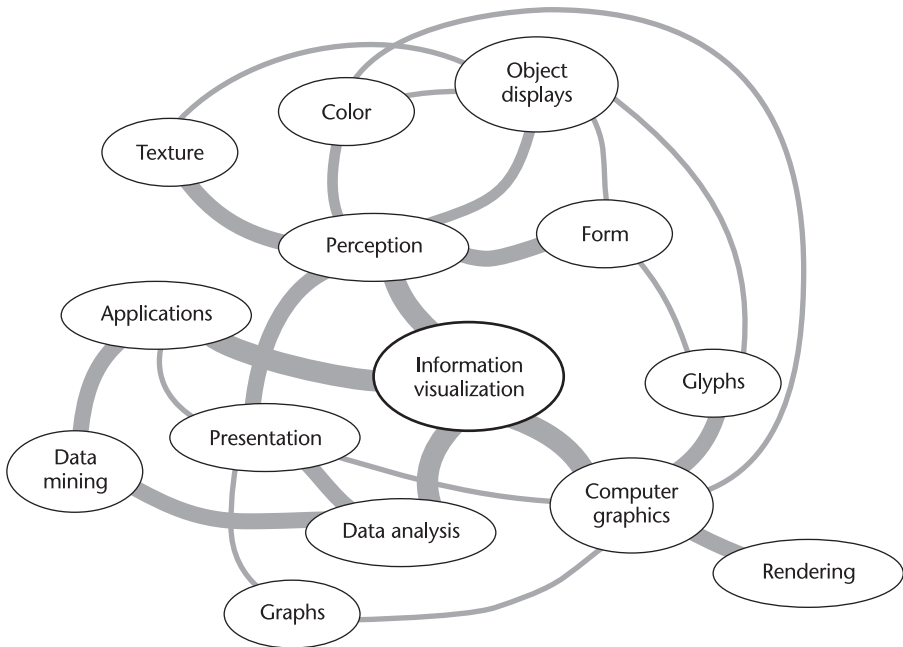 Object
displays
Color
Texture
Form
Perception
Applications
Information
visualization
Glyphs
Presentation
Data
mining
Computer
graphics
Data analysis
Rendering
Graphs